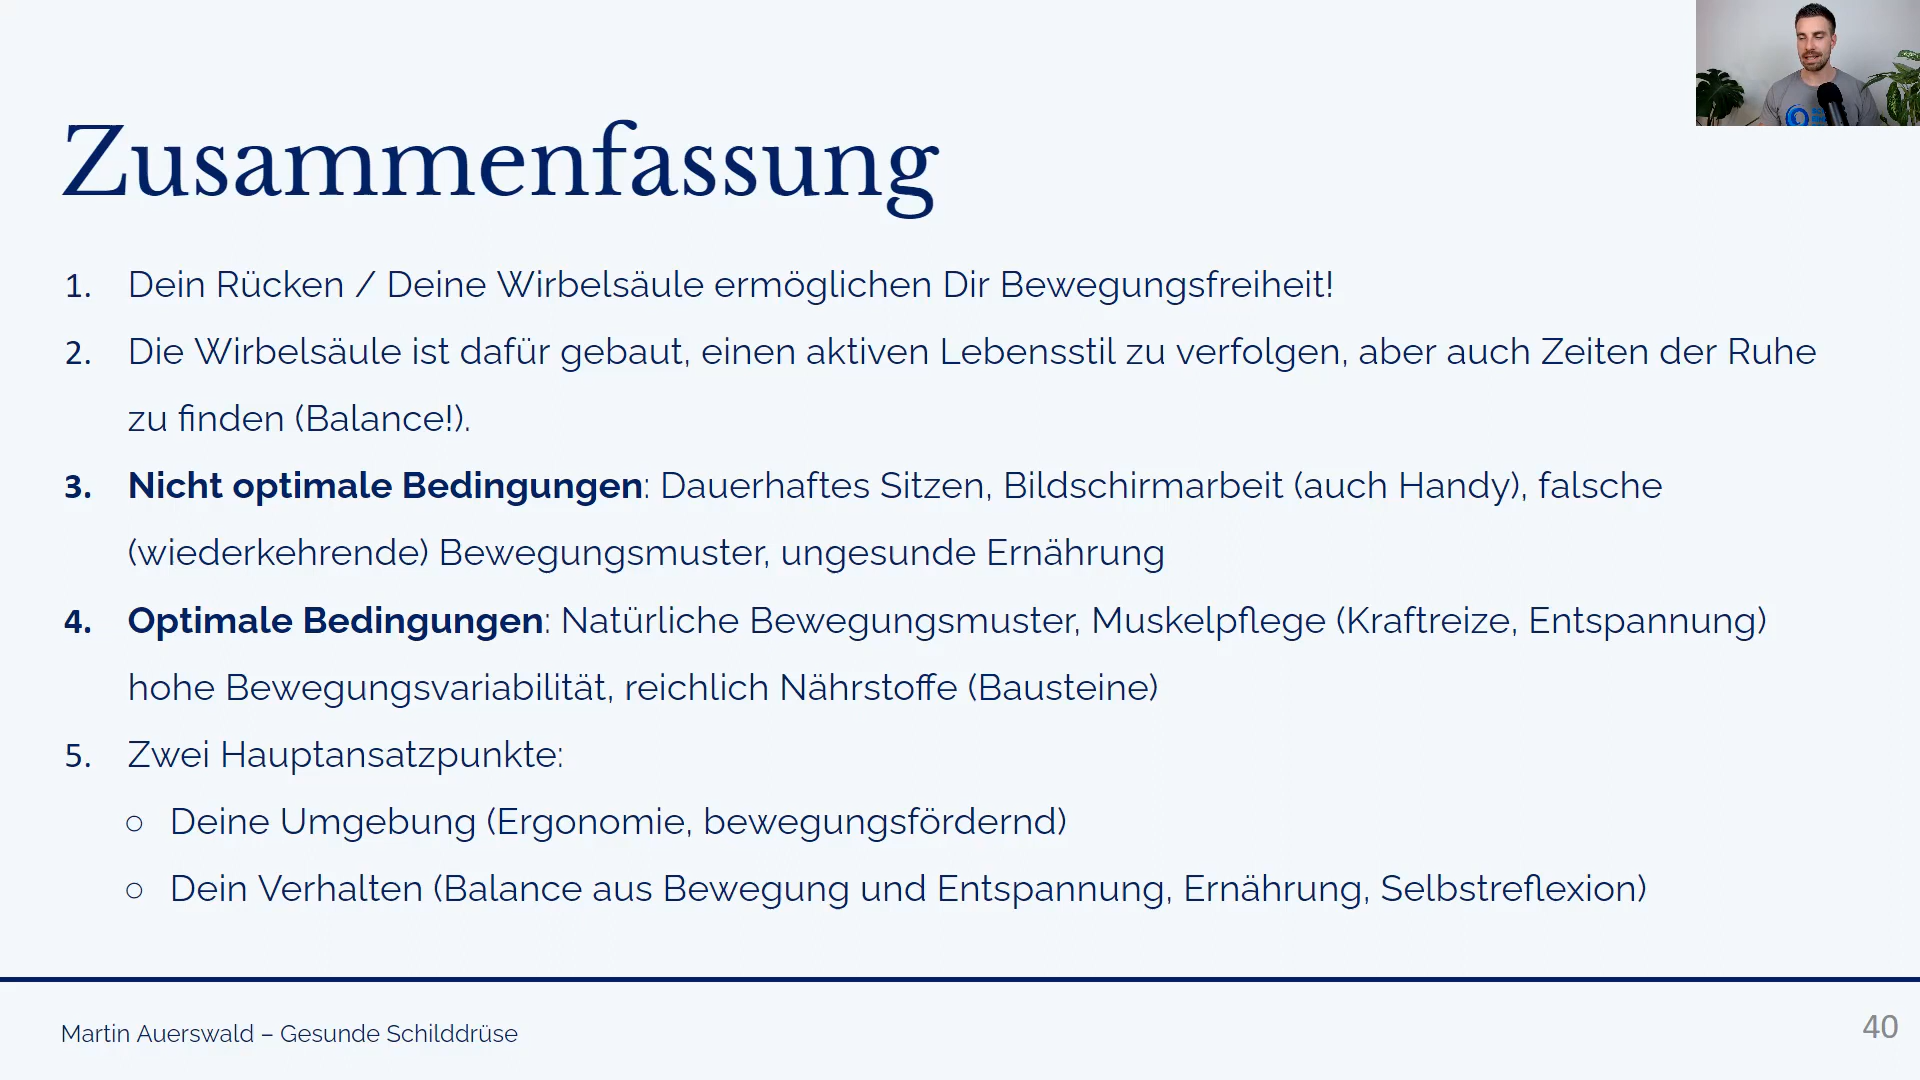 Zusammenfassung
1. Dein Rücken / Deine Wirbelsäule ermöglichen Dir Bewegungsfreiheit!
2. Die Wirbelsäule ist dafür gebaut, einen aktiven Lebensstil zu verfolgen, aber auch Zeiten der Ruhe
zu finden (Balance!).
3. Nicht optimale Bedingungen: Dauerhaftes Sitzen, Bildschirmarbeit (auch Handy), falsche
(wiederkehrende) Bewegungsmuster, ungesunde Ernährung
4. Optimale Bedingungen: Natürliche Bewegungsmuster, Muskelpflege (Kraftreize, Entspannung)
hohe Bewegungsvariabilität, reichlich Nährstoffe (Bausteine)
5. Zwei Hauptansatzpunkte:
○ Deine Umgebung (Ergonomie, bewegungsfördernd)
○ Dein Verhalten (Balance aus Bewegung und Entspannung, Ernährung, Selbstreflexion)
Martin Auerswald – Gesunde Schilddrüse
40